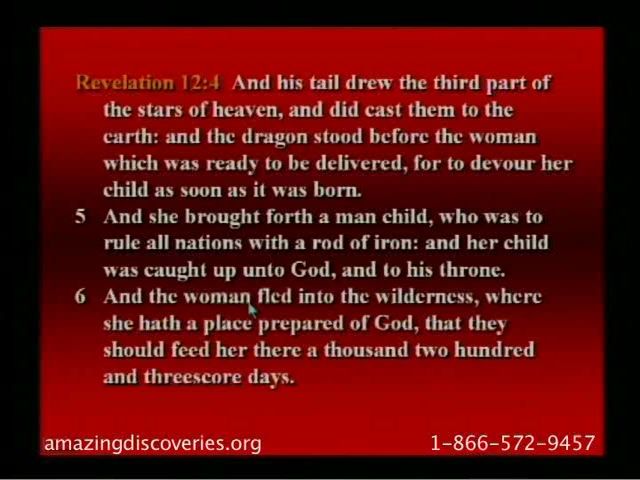 Revelation 12:4 And his tail drew the third part of
the stars of heaven, and did cast them to the
earth: and the dragon stood before the woman
which was ready to be delivered, for to devour her
child as soon as it was born.
5 And she brought forth a man child, who was to
rule all nations with a rod of iron: and her child
was caught up unto God, and to his throne.
6 And the woman fled into the wilderness, where
she hath a place prepared of God, that they
should feed her there a thousand two hundred
and threescore days.
amazingdiscoveries.org 1-866-572-9457